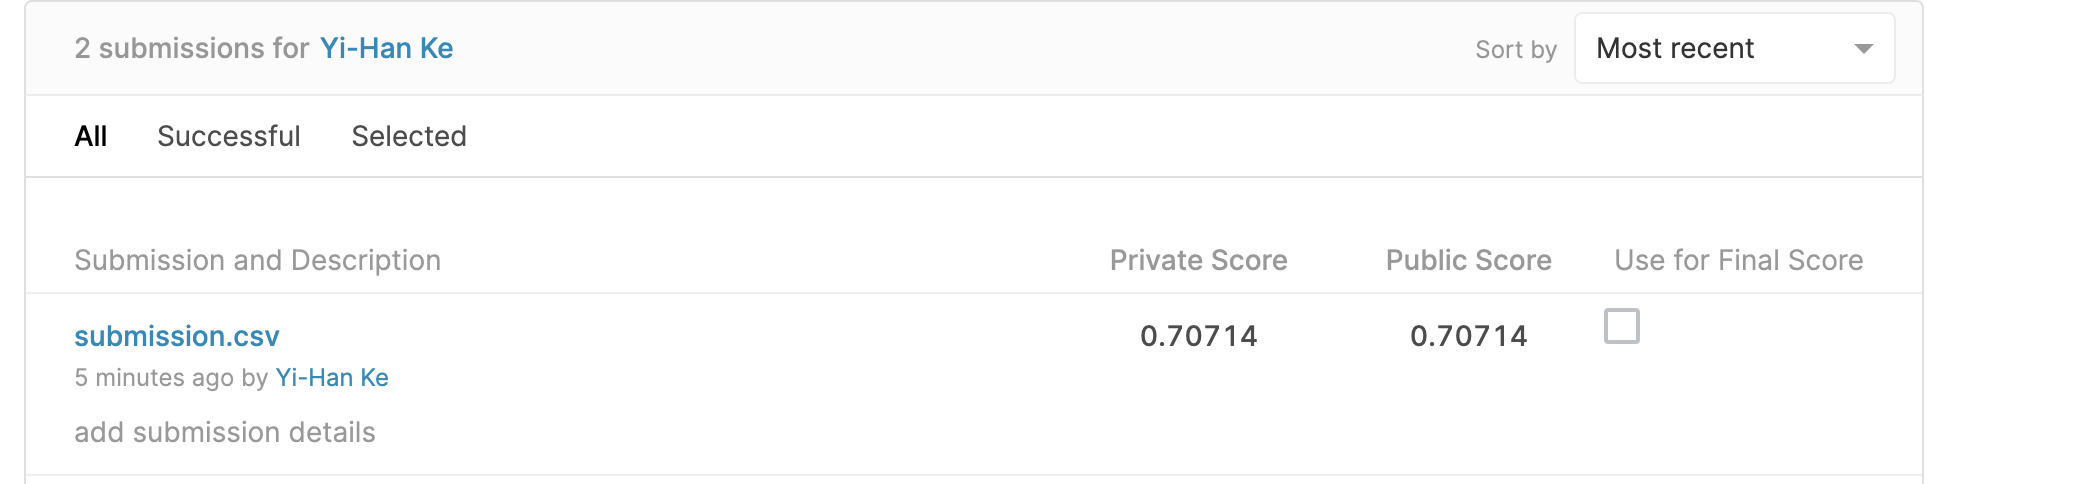 2 submissions for Yi-Han Ke
Sort by Most recent
All Successful Selected
Submission and Description Private Score Public Score Use for Final Score
submission.csv 0.70714 0.70714
5 minutes ago by Yi-Han Ke
add submission details